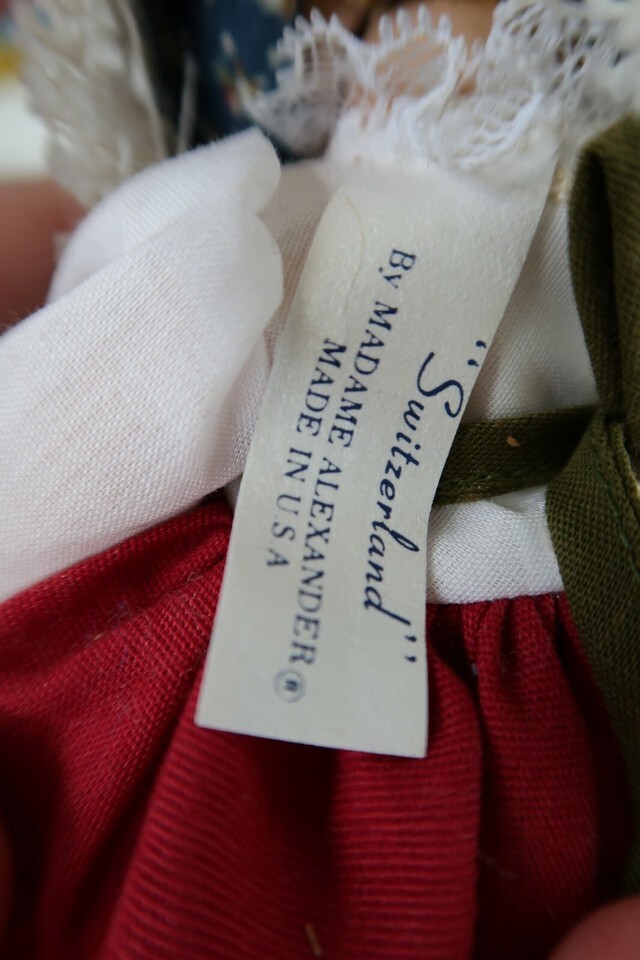 "Switzerland"
By MADAME ALEXANDER®
MADE IN U S A